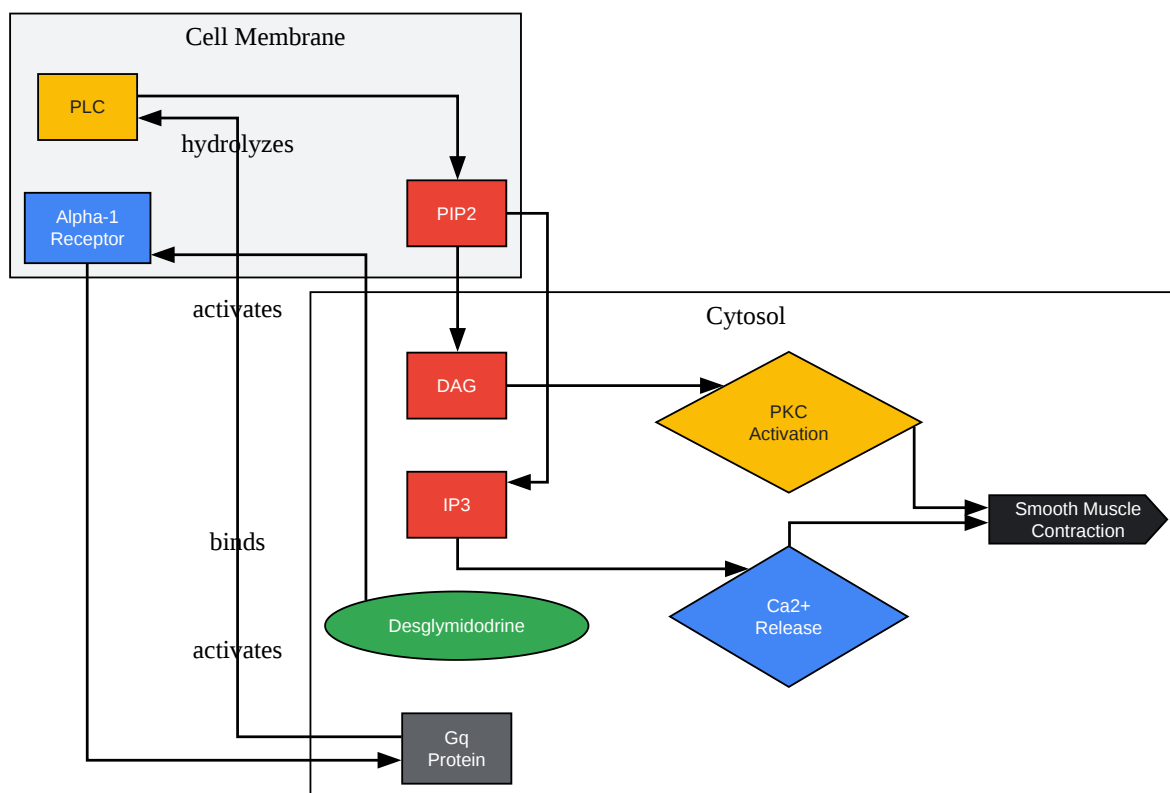 Cell Membrane
PLC
hydrolyzes
Alpha-1
Receptor
PIP2
activates
Cytosol
DAG
PKC
Activation
IP3
Smooth Muscle
Contraction
binds
Desglymidodrine
Ca2+
Release
activates
Gq
Protein